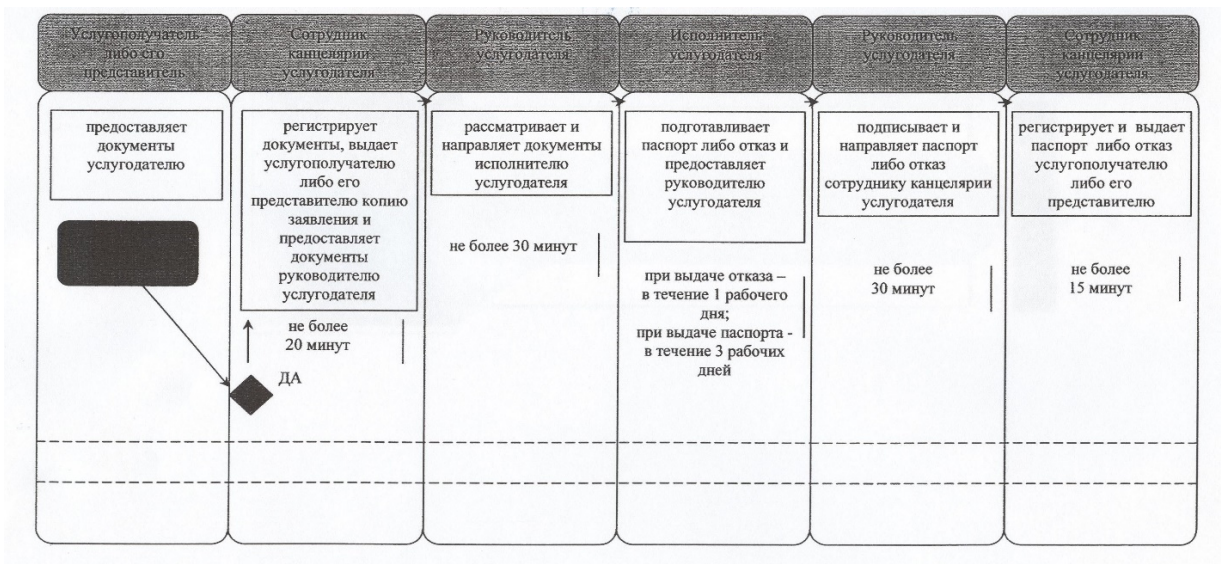 Услугополучатель
либо его
представитель
Сотрудник
канцелярии
услугодателя
Руководитель
услугодателя
Исполнитель
услугодателя
Руководитель
услугодателя
Сотрудник
канцелярии
услугодателя
предоставляет
документы
услугодателю
регистрирует
документы, выдает
услугополучателю
либо его
представителю копию
заявления и
предоставляет
документы
руководителю
услугодателя
не более
20 минут
ДА
рассматривает и
направляет документы
исполнителю
услугодателя
не более 30 минут
подготавливает
паспорт либо отказ и
предоставляет
руководителю
услугодателя
при выдаче отказа –
в течение 1 рабочего
дня;
при выдаче паспорта -
в течение 3 рабочих
дней
подписывает и
направляет паспорт
либо отказ
сотруднику канцелярии
услугодателя
не более
30 минут
регистрирует и выдает
паспорт либо отказ
услугополучателю
либо его
представителю
не более
15 минут